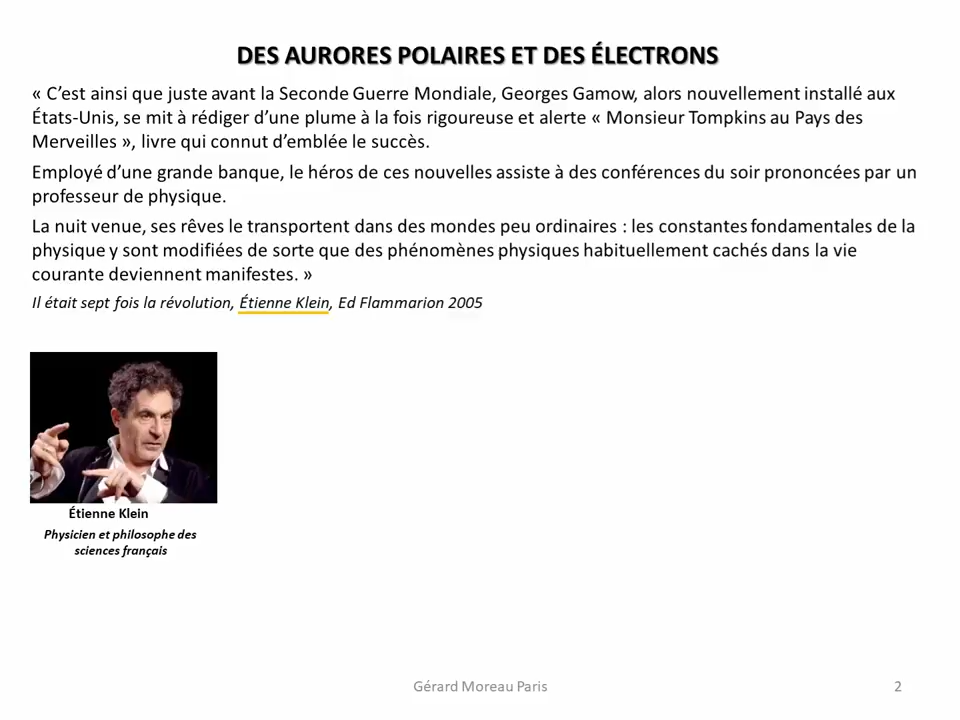 DES AURORES POLAIRES ET DES ÉLECTRONS
« C’est ainsi que juste avant la Seconde Guerre Mondiale, Georges Gamow, alors nouvellement installé aux
États-Unis, se mit à rédiger d’une plume à la fois rigoureuse et alerte « Monsieur Tompkins au Pays des
Merveilles », livre qui connut d’emblée le succès.
Employé d’une grande banque, le héros de ces nouvelles assiste à des conférences du soir prononcées par un
professeur de physique.
La nuit venue, ses rêves le transportent dans des mondes peu ordinaires : les constantes fondamentales de la
physique y sont modifiées de sorte que des phénomènes physiques habituellement cachés dans la vie
courante deviennent manifestes. »
Il était sept fois la révolution, Étienne Klein, Ed Flammarion 2005
Étienne Klein
Physicien et philosophe des
sciences français
Gérard Moreau Paris
2